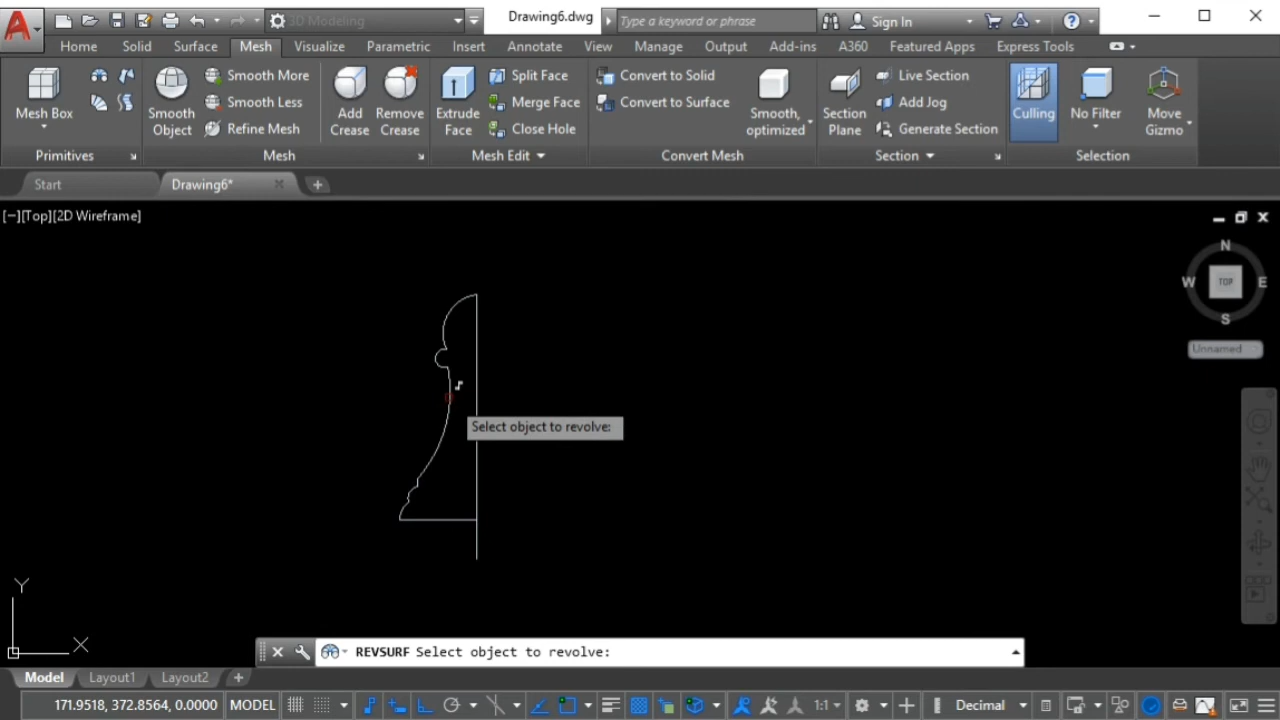 3D Modeling
Drawing6.dwg
Type a keyword or phrase
Sign In
Home Solid Surface Mesh Visualize Parametric Insert Annotate View Manage Output Add-ins A360 Featured Apps Express Tools
Mesh Box
Smooth Object
Smooth More
Smooth Less
Refine Mesh
Add Crease
Remove Crease
Extrude Face
Split Face
Merge Face
Close Hole
Convert to Solid
Convert to Surface
Smooth, optimized
Section Plane
Live Section
Add Jog
Generate Section
Culling
No Filter
Move Gizmo
Primitives Mesh Mesh Edit Convert Mesh Section Selection
Start Drawing6*
[−][Top][2D Wireframe]
N
W TOP E
S
Unnamed
Select object to revolve:
Y
X
REVSURF Select object to revolve:
Model Layout1 Layout2
171.9518, 372.8564, 0.0000 MODEL 1:1 Decimal